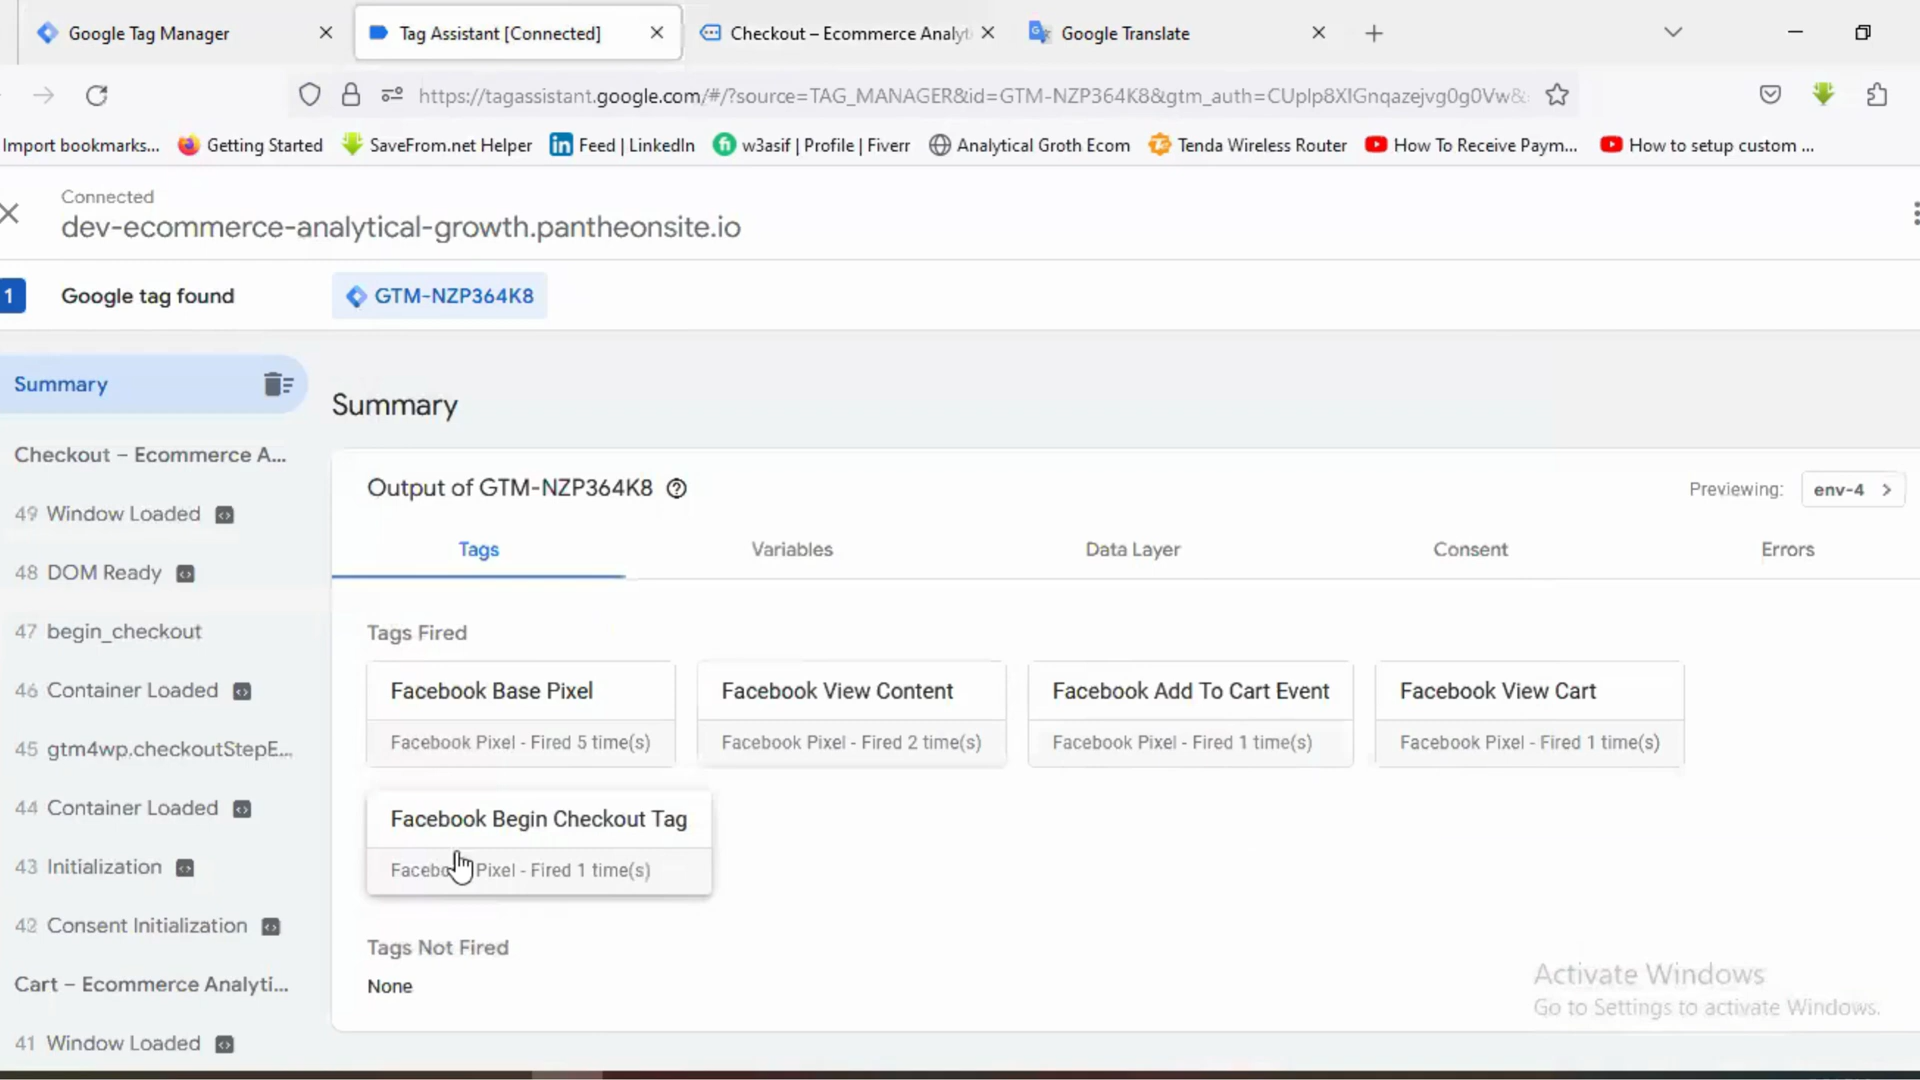 Google Tag Manager
Tag Assistant [Connected]
Checkout – Ecommerce Analyt
Google Translate
https://tagassistant.google.com/#/?source=TAG_MANAGER&id=GTM-NZP364K8&gtm_auth=CUplp8XlGnqazejvg0g0Vw&
Import bookmarks...
Getting Started
SaveFrom.net Helper
Feed | LinkedIn
w3asif | Profile | Fiverr
Analytical Groth Ecom
Tenda Wireless Router
How To Receive Paym...
How to setup custom ...
Connected
dev-ecommerce-analytical-growth.pantheonsite.io
1
Google tag found
GTM-NZP364K8
Summary
Checkout – Ecommerce A...
49 Window Loaded
48 DOM Ready
47 begin_checkout
46 Container Loaded
45 gtm4wp.checkoutStepE...
44 Container Loaded
43 Initialization
42 Consent Initialization
Cart – Ecommerce Analyti...
41 Window Loaded
Summary
Output of GTM-NZP364K8
Previewing: env-4
Tags
Variables
Data Layer
Consent
Errors
Tags Fired
Facebook Base Pixel
Facebook Pixel - Fired 5 time(s)
Facebook View Content
Facebook Pixel - Fired 2 time(s)
Facebook Add To Cart Event
Facebook Pixel - Fired 1 time(s)
Facebook View Cart
Facebook Pixel - Fired 1 time(s)
Facebook Begin Checkout Tag
Facebo Pixel - Fired 1 time(s)
Tags Not Fired
None
Activate Windows
Go to Settings to activate Windows.